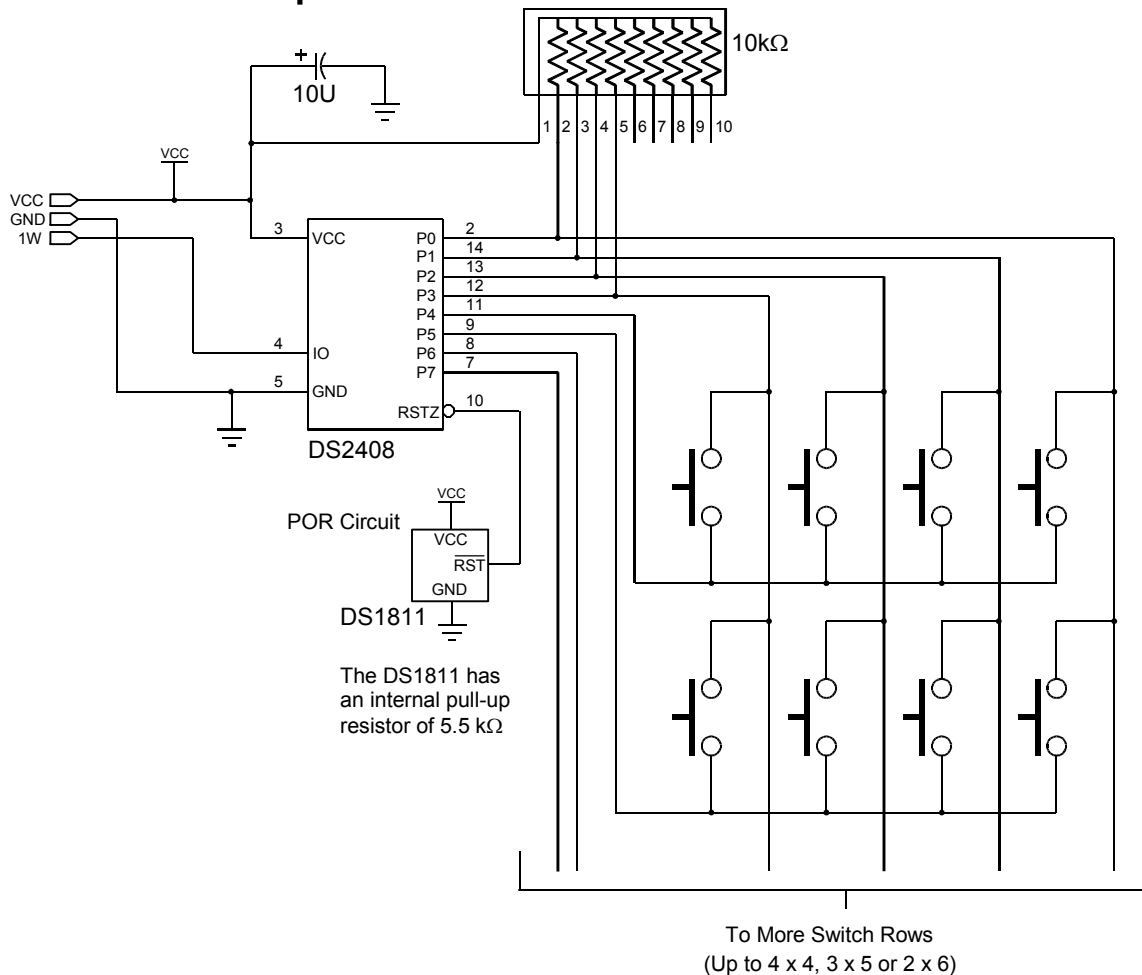 10kΩ
+
10U
1 2 3 4 5 6 7 8 9 10
VCC
VCC
GND
1W
3 VCC
4 IO
5 GND
P0 2
P1 14
P2 13
P3 12
P4 11
P5 9
P6 8
P7 7
RSTZ 10
DS2408
POR Circuit
VCC
VCC
RST
GND
DS1811
The DS1811 has
an internal pull-up
resistor of 5.5 kΩ
To More Switch Rows
(Up to 4 x 4, 3 x 5 or 2 x 6)